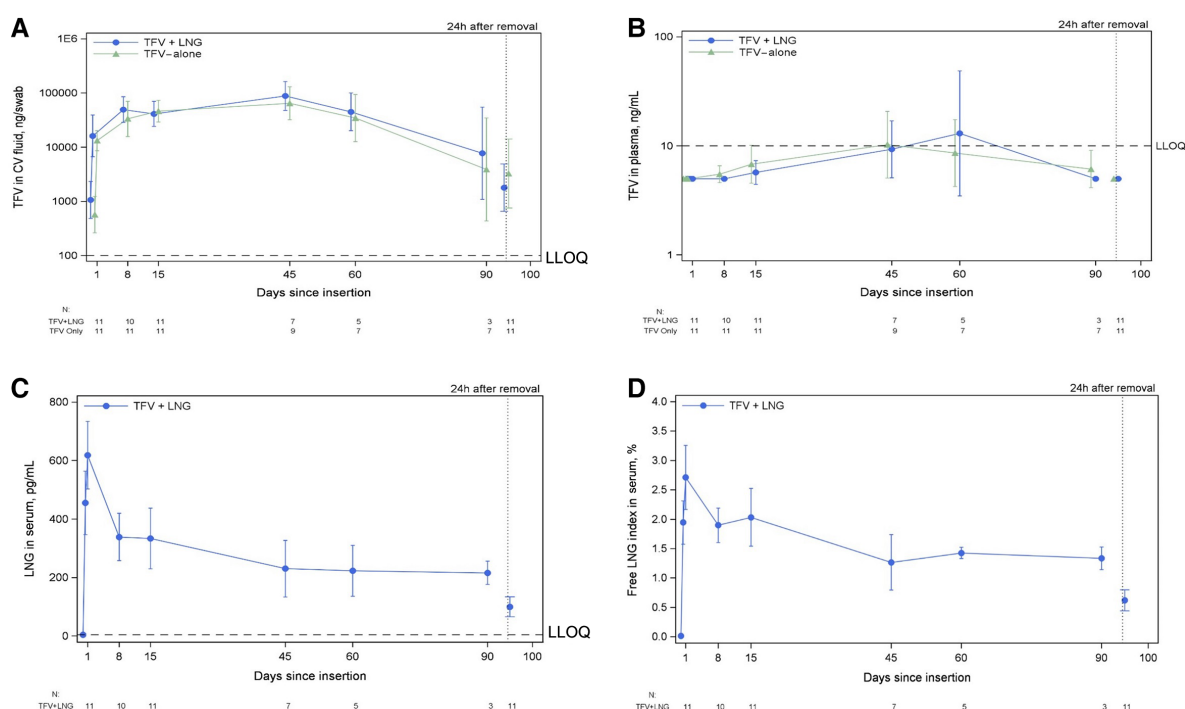 A
24h after removal
1E6
TFV + LNG
TFV-alone
100000
10000
1000
100
LLOQ
TFV in CV fluid, ng/swab
1 8 15 45 60 90 100
Days since insertion
N:
TFV+LNG 11 10 11 7 5 3 11
TFV Only 11 11 11 9 7 7 11
B
24h after removal
100
TFV + LNG
TFV-alone
10
LLOQ
1
TFV in plasma, ng/mL
1 8 15 45 60 90 100
Days since insertion
N:
TFV+LNG 11 10 11 7 5 3 11
TFV Only 11 11 11 9 7 7 11
C
24h after removal
800
TFV + LNG
600
400
200
0
LLOQ
LNG in serum, pg/mL
1 8 15 45 60 90 100
Days since insertion
N:
TFV+LNG 11 10 11 7 5 3 11
D
24h after removal
4.0
TFV + LNG
3.5
3.0
2.5
2.0
1.5
1.0
0.5
0.0
Free LNG index in serum, %
1 8 15 45 60 90 100
Days since insertion
N:
TFV+LNG 11 10 11 7 5 3 11